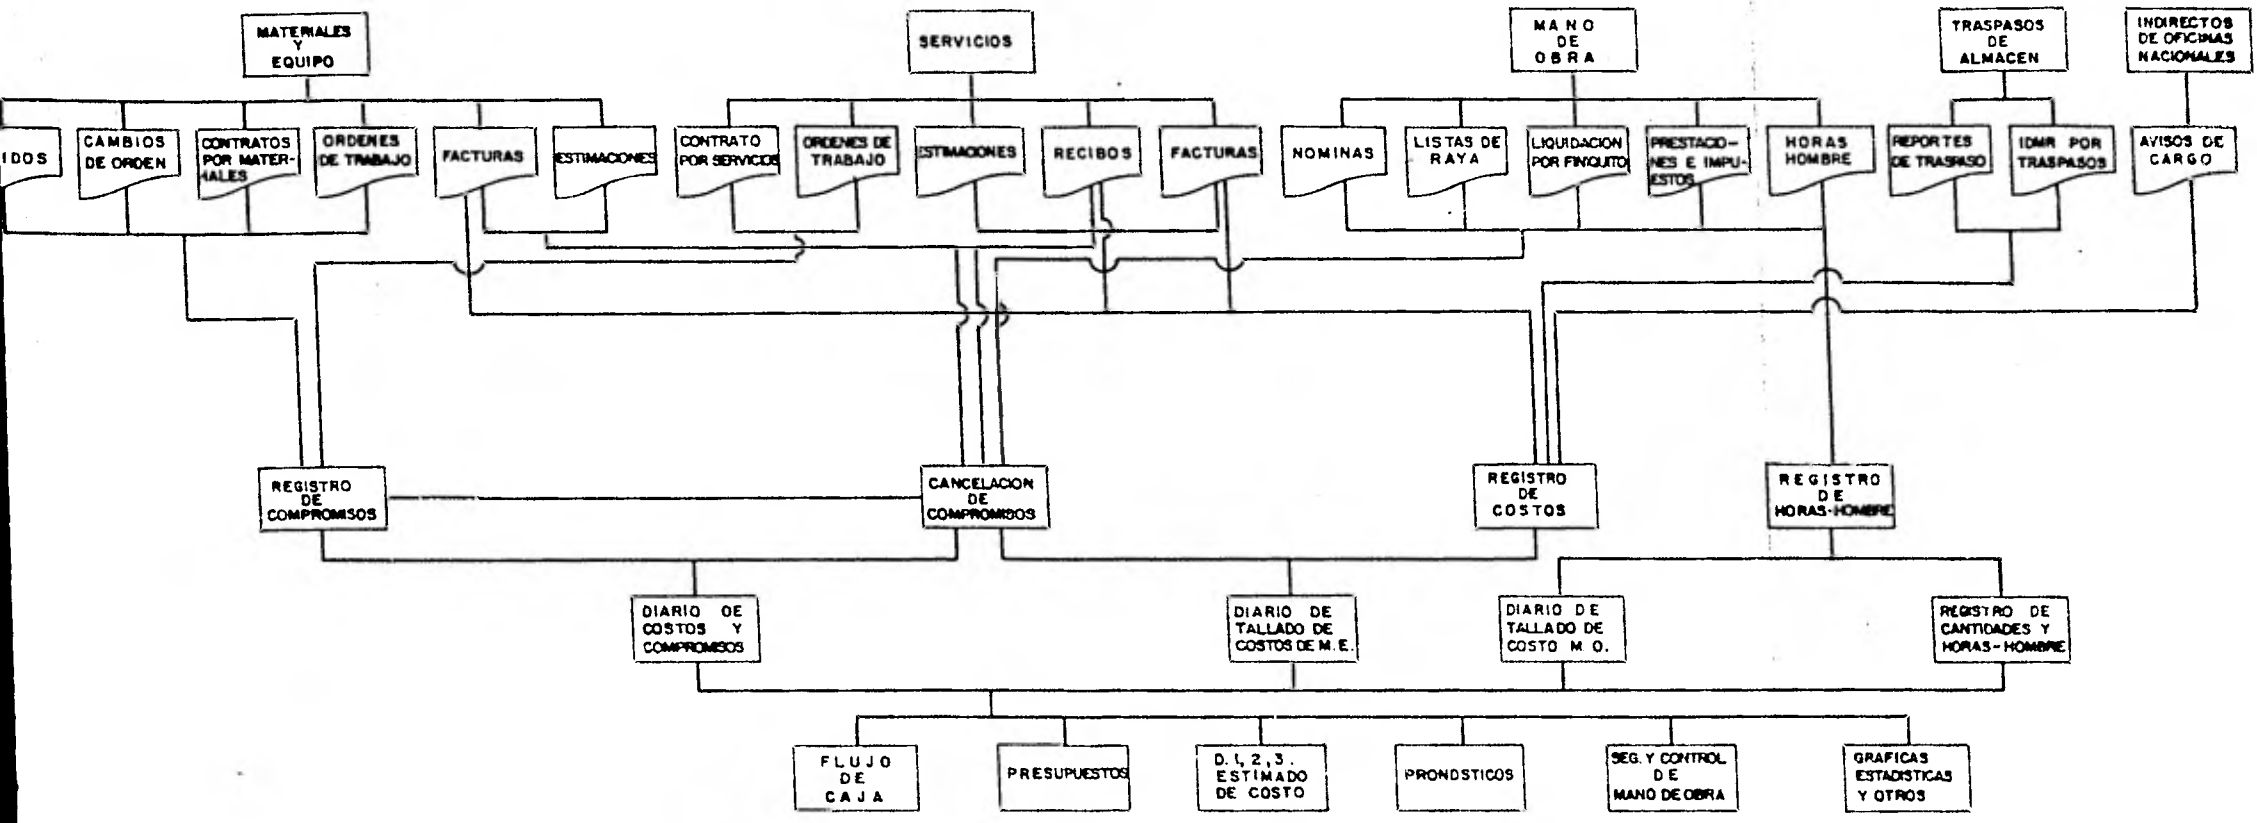 MATERIALES
Y
EQUIPO
SERVICIOS
MANO
DE
OBRA
TRASPASOS
DE
ALMACEN
INDIRECTOS
DE OFICINAS
NACIONALES
IDOS
CAMBIOS
DE ORDEN
CONTRATOS
POR MATER-
IALES
ORDENES
DE TRABAJO
FACTURAS
ESTIMACIONES
CONTRATO
POR SERVICIOS
ORDENES DE
TRABAJO
ESTIMACIONES
RECIBOS
FACTURAS
NOMINAS
LISTAS DE
RAYA
LIQUIDACION
POR FINIQUITO
PRESTACIO-
NES E IMPU-
ESTOS
HORAS
HOMBRE
REPORTES
DE TRASPASO
IDMR POR
TRASPASOS
AVISOS DE
CARGO
REGISTRO
DE
COMPROMISOS
CANCELACION
DE
COMPROMIDOS
REGISTRO
DE
COSTOS
REGISTRO
DE
HORAS-HOMBRE
DIARIO DE
COSTOS Y
COMPROMISOS
DIARIO DE
TALLADO DE
COSTOS DE M.E.
DIARIO DE
TALLADO DE
COSTO M.O.
REGISTRO DE
CANTIDADES Y
HORAS-HOMBRE
FLUJO
DE
CAJA
PRESUPUESTOS
D.1,2,3.
ESTIMADO
DE COSTO
PRONOSTICOS
SEG. Y CONTROL
DE
MANO DE OBRA
GRAFICAS
ESTADISTICAS
Y OTROS